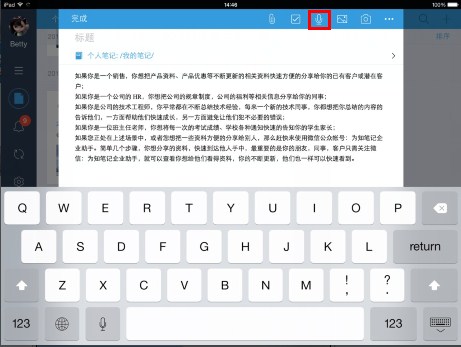 iPad 14:46 100%
完成
Betty
标题
排序
个人笔记: /我的笔记/
如果你是一个销售，你想把产品资料、产品优惠等不断更新的相关资料快速方便的分享给你的已有客户或潜在客
户；
如果你是一个公司的 HR，你想把公司的规章制度、公司的福利等相关信息分享给你的同事；
如果你是公司的技术工程师，你平常都在不断总结技术经验，每来一个新的技术同事，你都想把你总结的内容
告诉他们，一方面帮助他们快速成长，另一方面避免让他们犯不必要的错误；
如果你是一位班主任老师，你想将每一次的考试成绩、学校各种通知快速的告知你的学生家长；
如果您正处在上述场景中，或者您想把一些资料方便的分享给别人，那么赶快来使用微信公众帐号：为知笔记企
业助手。简单几个步骤，你想分享的资料，快速到达他人手中，最重要的是你的朋友、同事、客户只需关注微
信：为知笔记企业助手，就可以查看你想给他们看得资料，你的不断更新，他们也一样可以快速看到。
Q W E R T Y U I O P
A S D F G H J K L return
Z X C V B N M ! , ? .
123 123